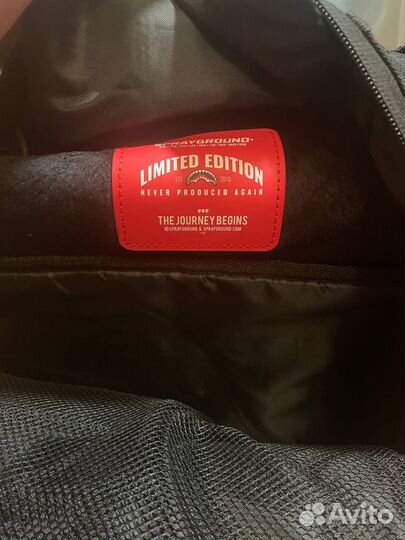 SPRAYGROUND
LIMITED EDITION
EST 2010
NEVER PRODUCED AGAIN
THE JOURNEY BEGINS
@SPRAYGROUND & SPRAYGROUND.COM
Avito